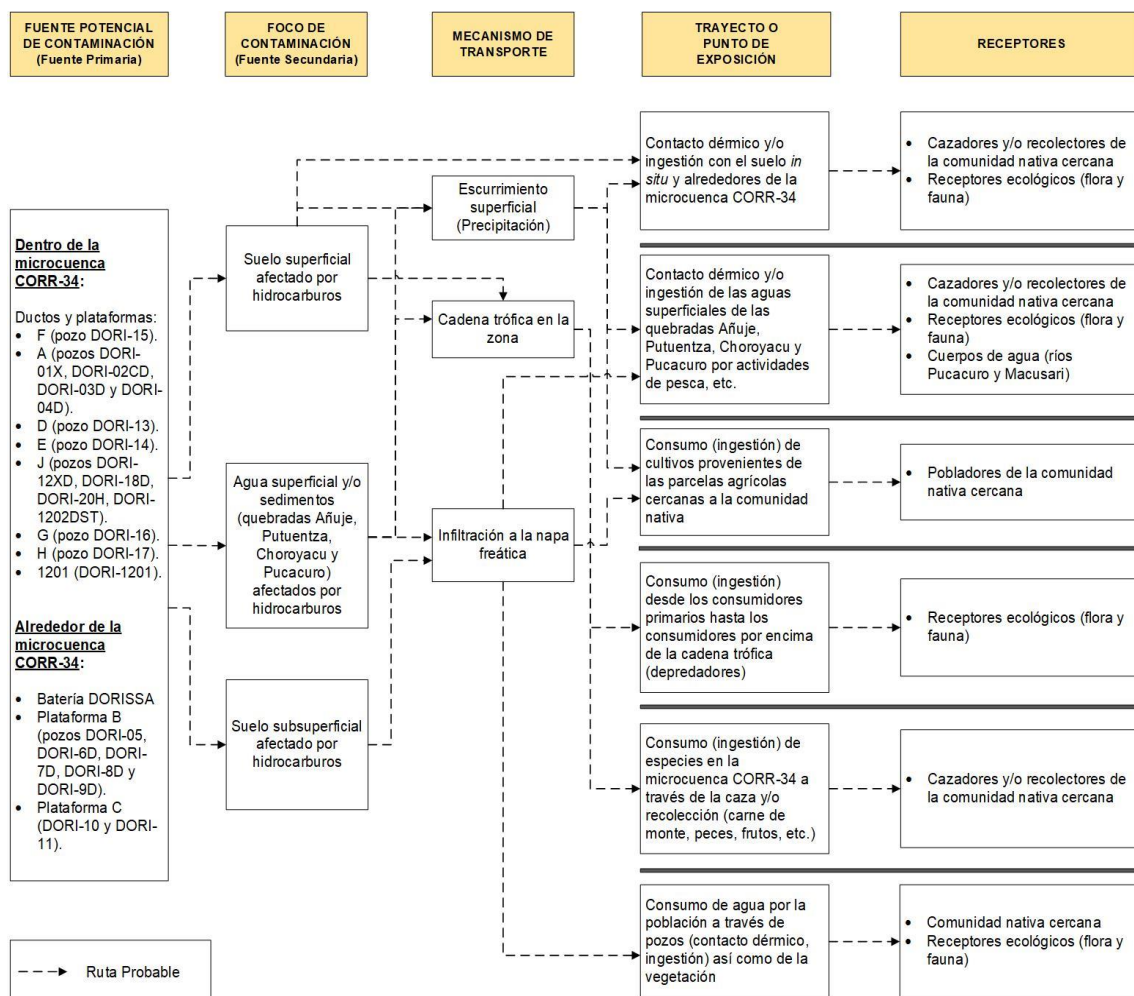 FUENTE POTENCIAL
DE CONTAMINACIÓN
(Fuente Primaria)
FOCO DE
CONTAMINACIÓN
(Fuente Secundaria)
MECANISMO DE
TRANSPORTE
TRAYECTO O
PUNTO DE
EXPOSICIÓN
RECEPTORES
Dentro de la
microcuenca
CORR-34:
Ductos y plataformas:
• F (pozo DORI-15).
• A (pozos DORI-
01X, DORI-02CD,
DORI-03D y DORI-
04D).
• D (pozo DORI-13).
• E (pozo DORI-14).
• J (pozos DORI-
12XD, DORI-18D,
DORI-20H, DORI-
1202DST).
• G (pozo DORI-16).
• H (pozo DORI-17).
• 1201 (DORI-1201).
Alrededor de la
microcuenca
CORR-34:
• Batería DORISSA
• Plataforma B
(pozos DORI-05,
DORI-6D, DORI-
7D, DORI-8D y
DORI-9D).
• Plataforma C
(DORI-10 y DORI-
11).
Suelo superficial
afectado por
hidrocarburos
Agua superficial y/o
sedimentos
(quebradas Añuje,
Putuentza,
Choroyacu y
Pucacuro)
afectados por
hidrocarburos
Suelo subsuperficial
afectado por
hidrocarburos
Escurrimiento
superficial
(Precipitación)
Cadena trófica en la
zona
Infiltración a la napa
freática
Contacto dérmico y/o
ingestión con el suelo in
situ y alrededores de la
microcuenca CORR-34
Contacto dérmico y/o
ingestión de las aguas
superficiales de las
quebradas Añuje,
Putuentza, Choroyacu y
Pucacuro por actividades
de pesca, etc.
Consumo (ingestión) de
cultivos provenientes de
las parcelas agrícolas
cercanas a la comunidad
nativa
Consumo (ingestión)
desde los consumidores
primarios hasta los
consumidores por encima
de la cadena trófica
(depredadores)
Consumo (ingestión) de
especies en la
microcuenca CORR-34 a
través de la caza y/o
recolección (carne de
monte, peces, frutos, etc.)
Consumo de agua por la
población a través de
pozos (contacto dérmico,
ingestión) así como de la
vegetación
• Cazadores y/o recolectores de
la comunidad nativa cercana
• Receptores ecológicos (flora y
fauna)
• Cazadores y/o recolectores de
la comunidad nativa cercana
• Receptores ecológicos (flora y
fauna)
• Cuerpos de agua (ríos
Pucacuro y Macusari)
• Pobladores de la comunidad
nativa cercana
• Receptores ecológicos (flora y
fauna)
• Cazadores y/o recolectores de
la comunidad nativa cercana
• Comunidad nativa cercana
• Receptores ecológicos (flora y
fauna)
Ruta Probable